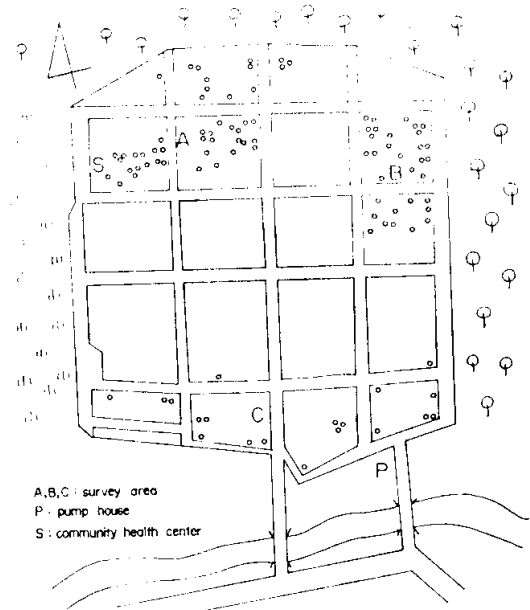 A
S
B
C
P
A,B,C : survey area
P : pump house
S : community health center